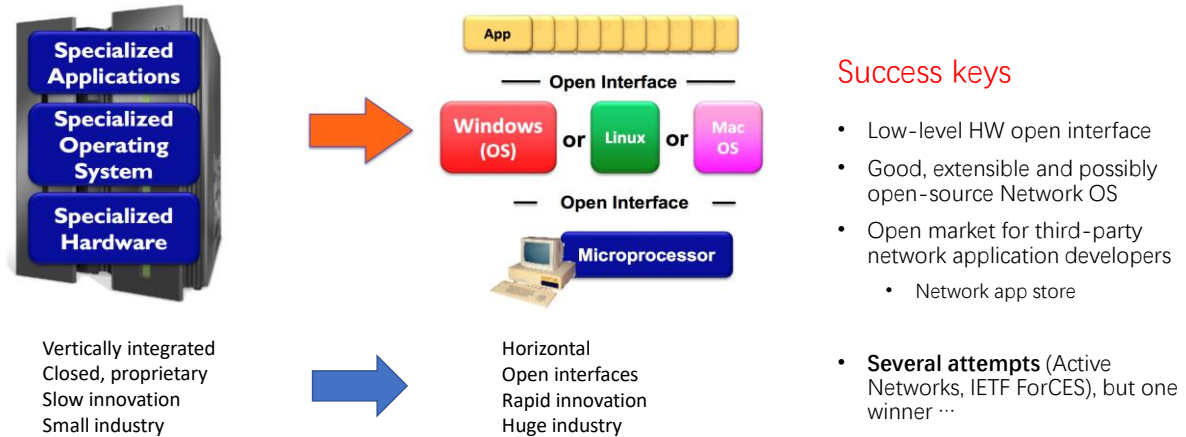 Specialized
Applications
Specialized
Operating
System
Specialized
Hardware
Vertically integrated
Closed, proprietary
Slow innovation
Small industry
App
Open Interface
Windows
(OS)
or
Linux
or
Mac
OS
Open Interface
Microprocessor
Horizontal
Open interfaces
Rapid innovation
Huge industry
Success keys
• Low-level HW open interface
• Good, extensible and possibly
open-source Network OS
• Open market for third-party
network application developers
• Network app store
• Several attempts (Active
Networks, IETF ForCES), but one
winner ...